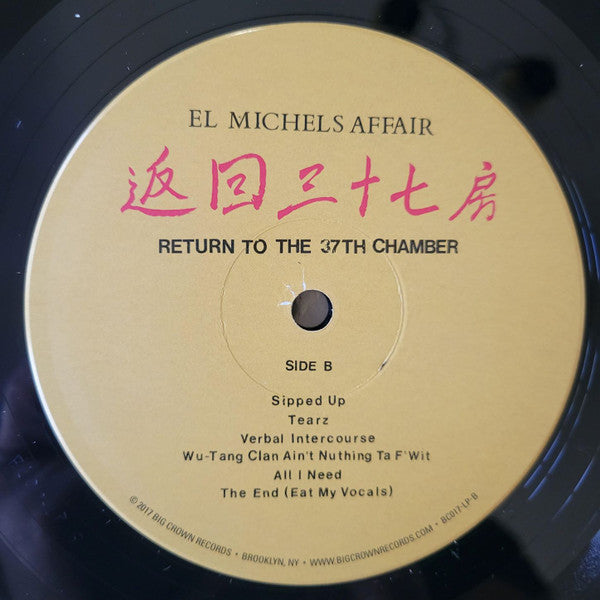 EL MICHELS AFFAIR
返回三十七房
RETURN TO THE 37TH CHAMBER
SIDE B
Sipped Up
Tearz
Verbal Intercourse
Wu-Tang Clan Ain't Nuthing Ta F'Wit
All I Need
The End (Eat My Vocals)
© 2017 BIG CROWN RECORDS • BROOKLYN, NY • WWW.BIGCROWNRECORDS.COM • BC017-LP-B